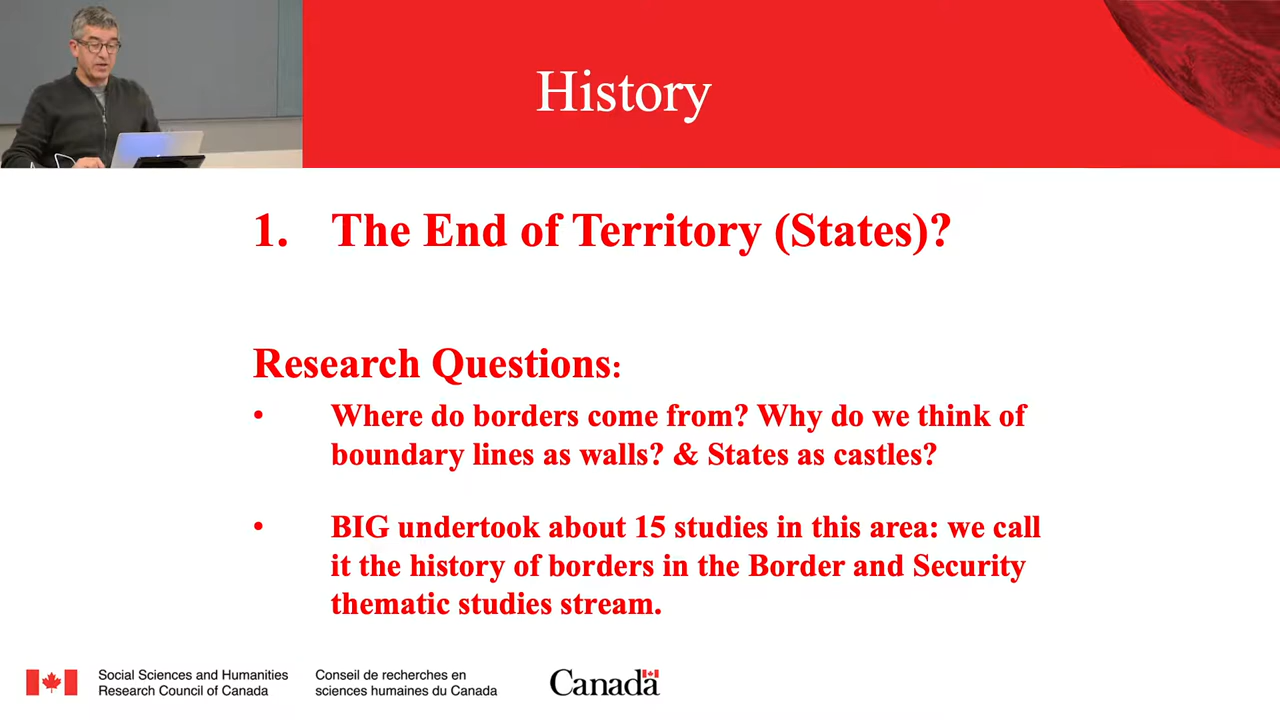 History
1. The End of Territory (States)?
Research Questions:
• Where do borders come from? Why do we think of
boundary lines as walls? & States as castles?
• BIG undertook about 15 studies in this area: we call
it the history of borders in the Border and Security
thematic studies stream.
Social Sciences and Humanities
Research Council of Canada
Conseil de recherches en
sciences humaines du Canada
Canada